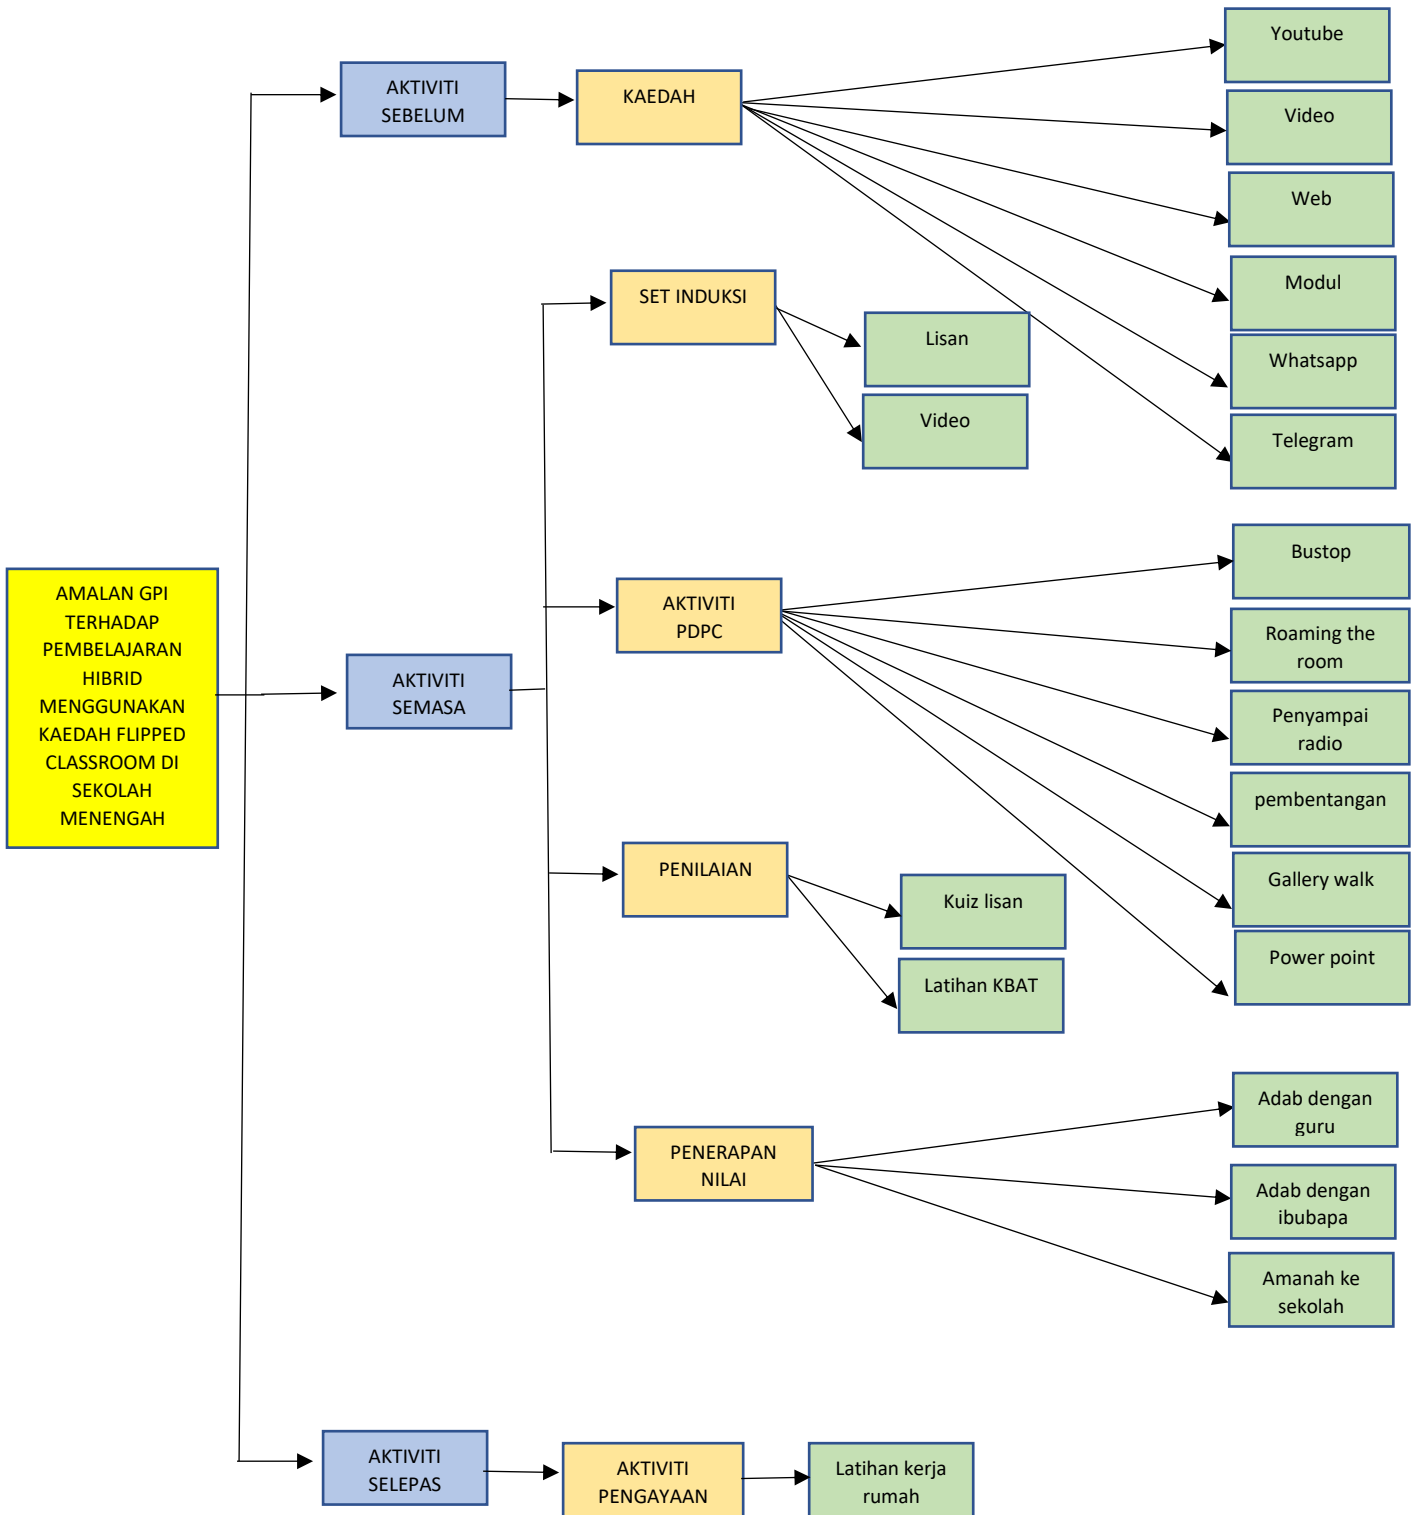 AMALAN GPI
TERHADAP
PEMBELAJARAN
HIBRID
MENGGUNAKAN
KAEDAH FLIPPED
CLASSROOM DI
SEKOLAH
MENENGAH
AKTIVITI
SEBELUM
KAEDAH
Youtube
Video
Web
Modul
Whatsapp
Telegram
AKTIVITI
SEMASA
SET INDUKSI
Lisan
Video
AKTIVITI
PDPC
Bustop
Roaming the
room
Penyampai
radio
pembentangan
Gallery walk
Power point
PENILAIAN
Kuiz lisan
Latihan KBAT
PENERAPAN
NILAI
Adab dengan
guru
Adab dengan
ibubapa
Amanah ke
sekolah
AKTIVITI
SELEPAS
AKTIVITI
PENGAYAAN
Latihan kerja
rumah